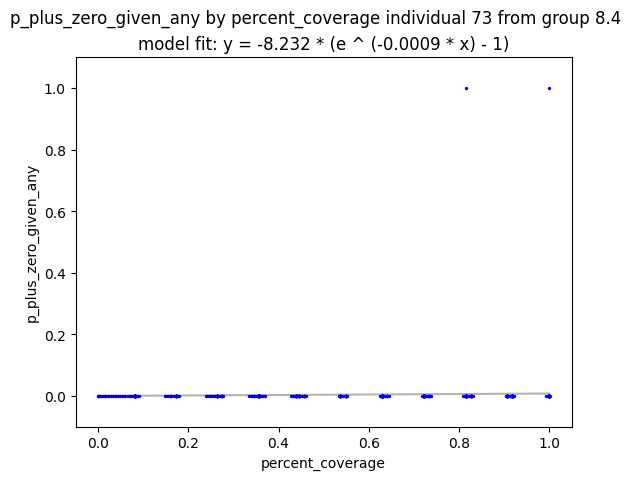 p_plus_zero_given_any by percent_coverage individual 73 from group 8.4
model fit: y = -8.232 * (e ^ (-0.0009 * x) - 1)
1.0
0.8
0.6
0.4
0.2
0.0
p_plus_zero_given_any
0.0 0.2 0.4 0.6 0.8 1.0
percent_coverage